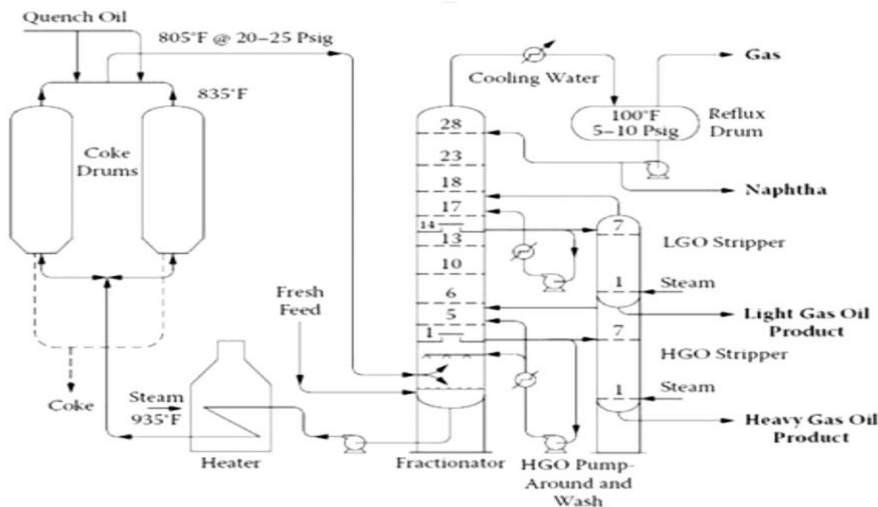 Quench Oil
805°F @ 20–25 Psig
835°F
Coke
Drums
Cooling Water
Gas
100°F
5–10 Psig
Reflux
Drum
Naphtha
28
23
18
17
14
13
10
6
5
1
7
LGO Stripper
1
Steam
Light Gas Oil
Product
7
HGO Stripper
1
Steam
Heavy Gas Oil
Product
Fresh
Feed
Coke
Steam
935°F
Heater
Fractionator
HGO Pump-
Around and
Wash